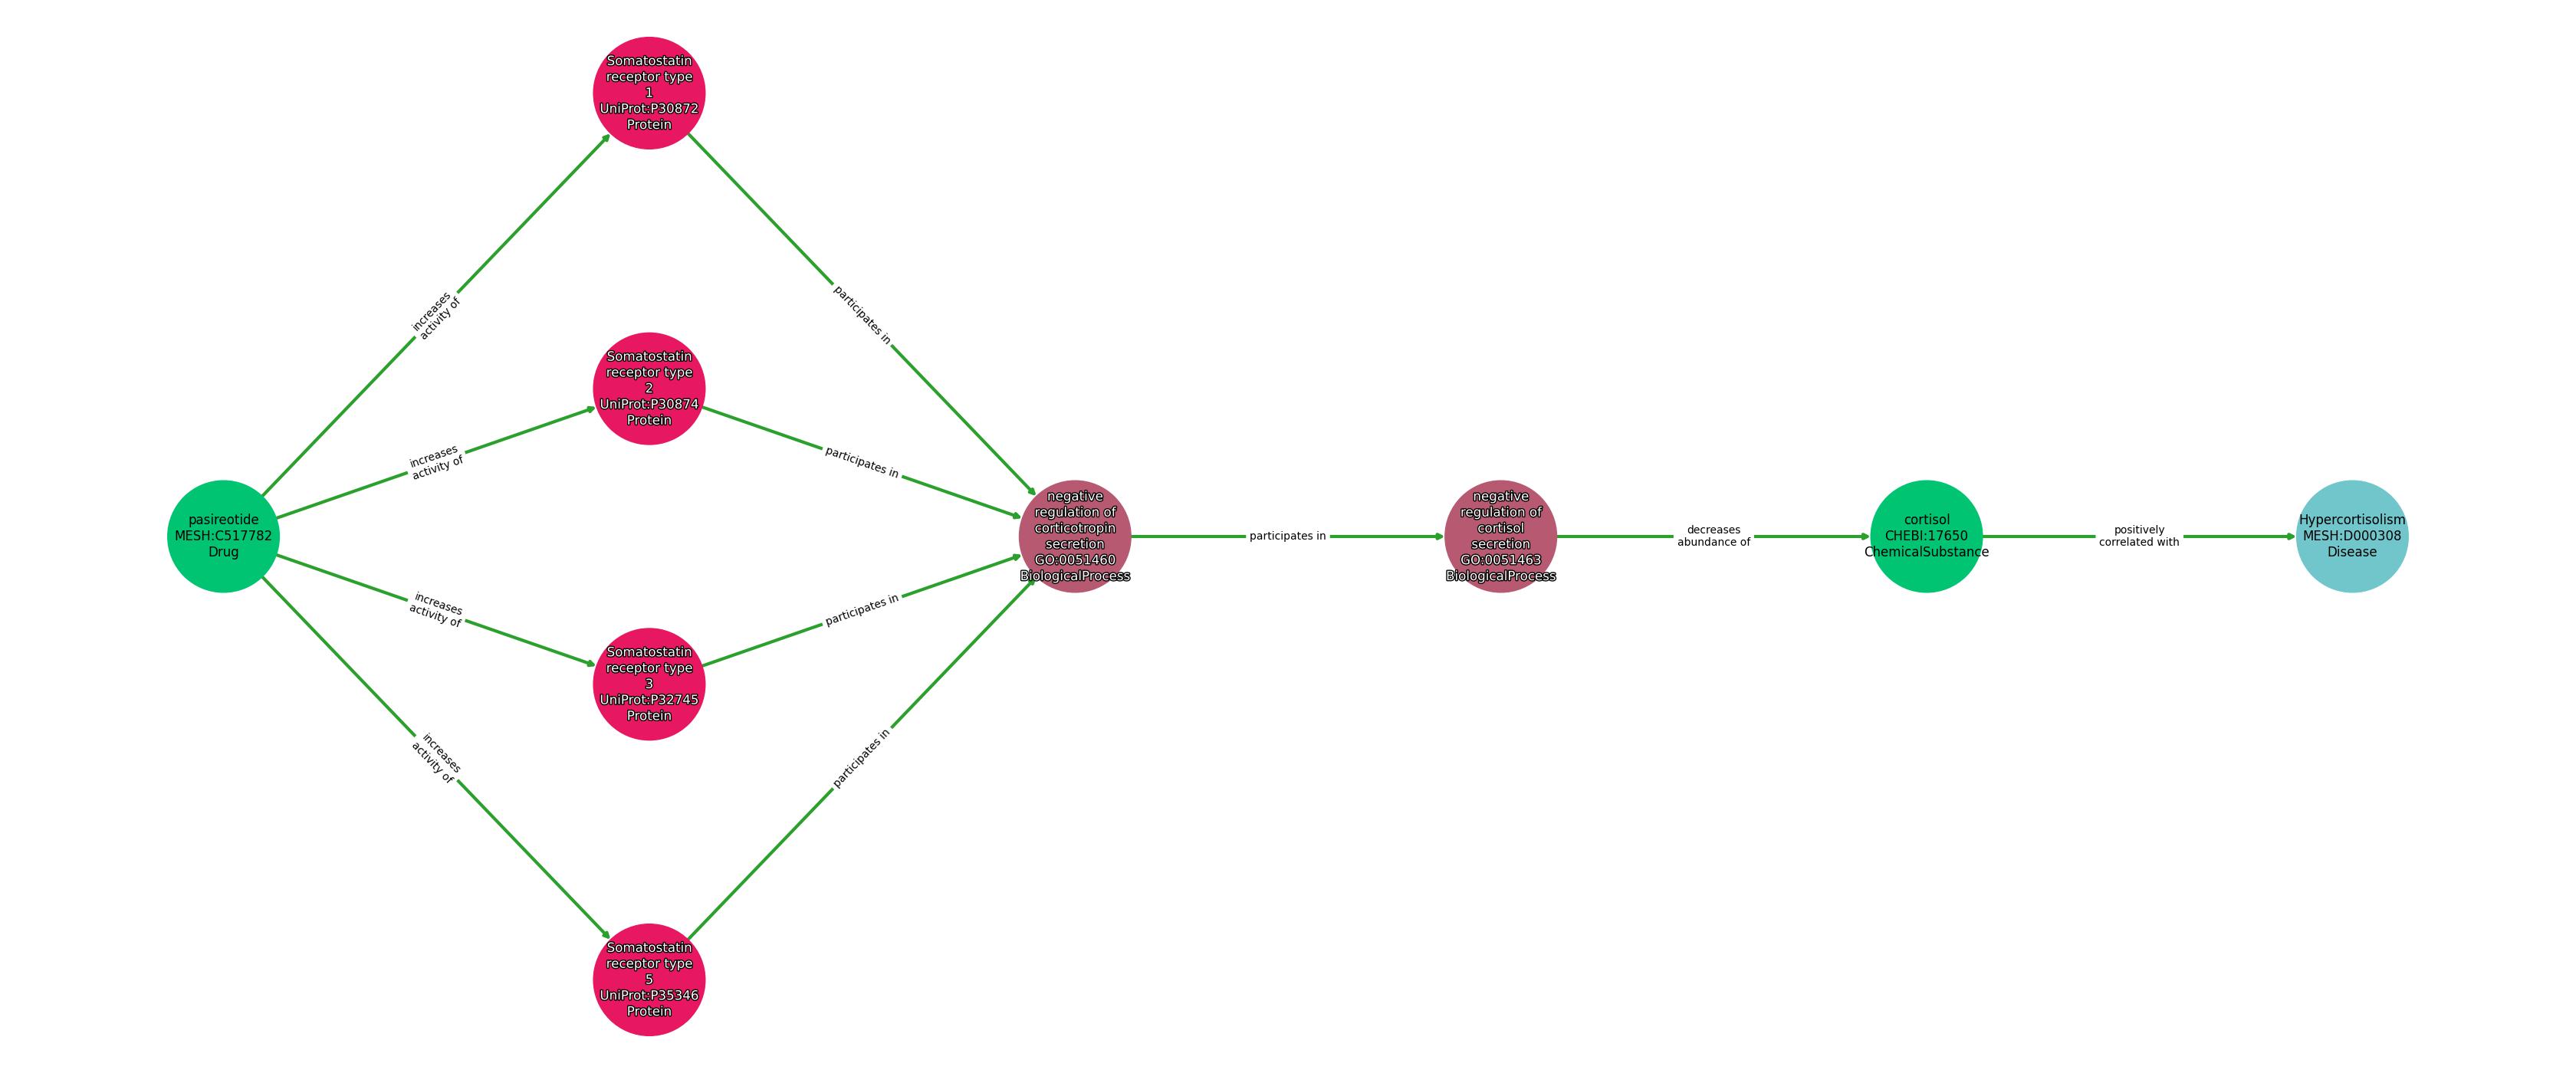 Somatostatin
receptor type
1
UniProt:P30872
Protein
increases
activity of
participates in
Somatostatin
receptor type
2
UniProt:P30874
Protein
increases
activity of
participates in
pasireotide
MESH:C517782
Drug
negative
regulation of
corticotropin
secretion
GO:0051460
BiologicalProcess
participates in
negative
regulation of
cortisol
secretion
GO:0051463
BiologicalProcess
decreases
abundance of
cortisol
CHEBI:17650
ChemicalSubstance
positively
correlated with
Hypercortisolism
MESH:D000308
Disease
increases
activity of
participates in
Somatostatin
receptor type
3
UniProt:P32745
Protein
increases
activity of
participates in
Somatostatin
receptor type
5
UniProt:P35346
Protein